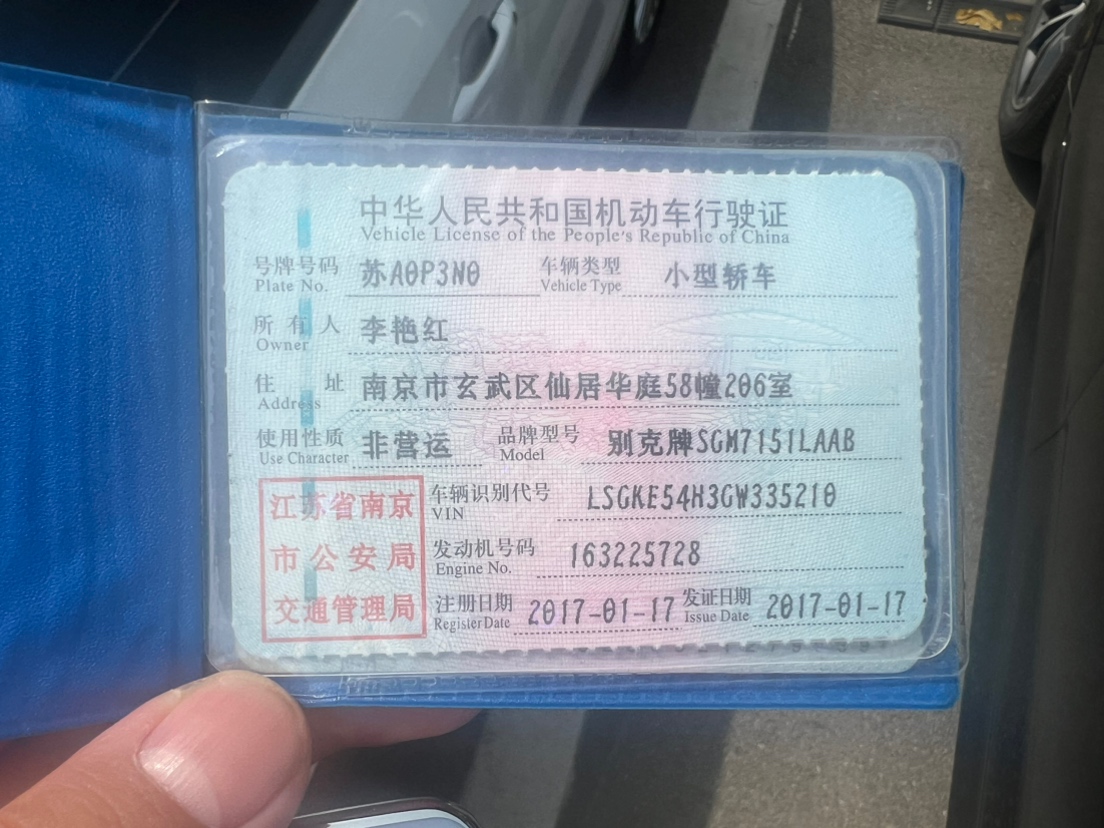 中华人民共和国机动车行驶证
Vehicle License of the People's Republic of China
号牌号码 苏A0P3N0 车辆类型 小型轿车
Plate No. Vehicle Type
所有人 李艳红
Owner
住址 南京市玄武区仙居华庭58幢206室
Address
使用性质 非营运 品牌型号 别克牌SGM7151LAAB
Use Character Model
江苏省南京 车辆识别代号 LSGKE54H3GW335210
VIN
市公安局 发动机号码 163225728
Engine No.
交通管理局 注册日期 2017-01-17 发证日期 2017-01-17
Register Date Issue Date